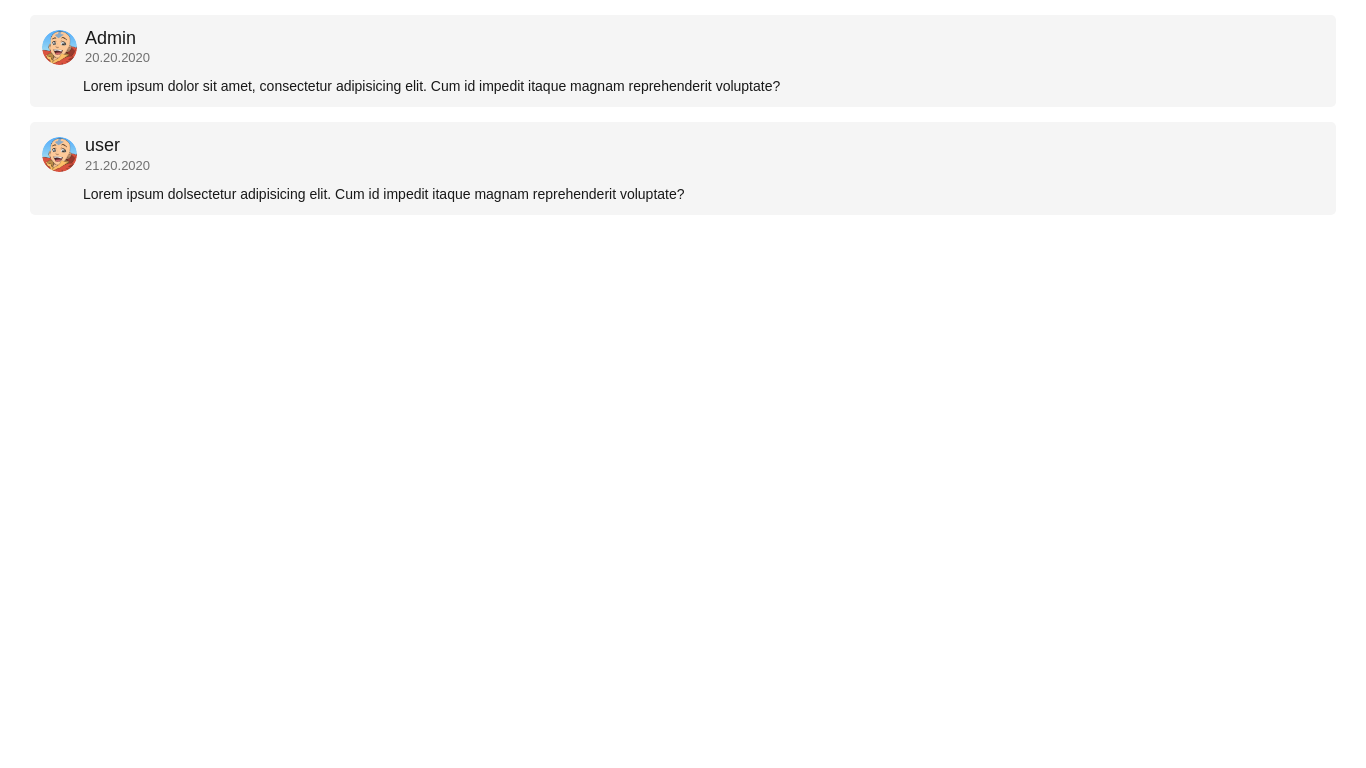 Admin
20.20.2020
Lorem ipsum dolor sit amet, consectetur adipisicing elit. Cum id impedit itaque magnam reprehenderit voluptate?
user
21.20.2020
Lorem ipsum dolsectetur adipisicing elit. Cum id impedit itaque magnam reprehenderit voluptate?